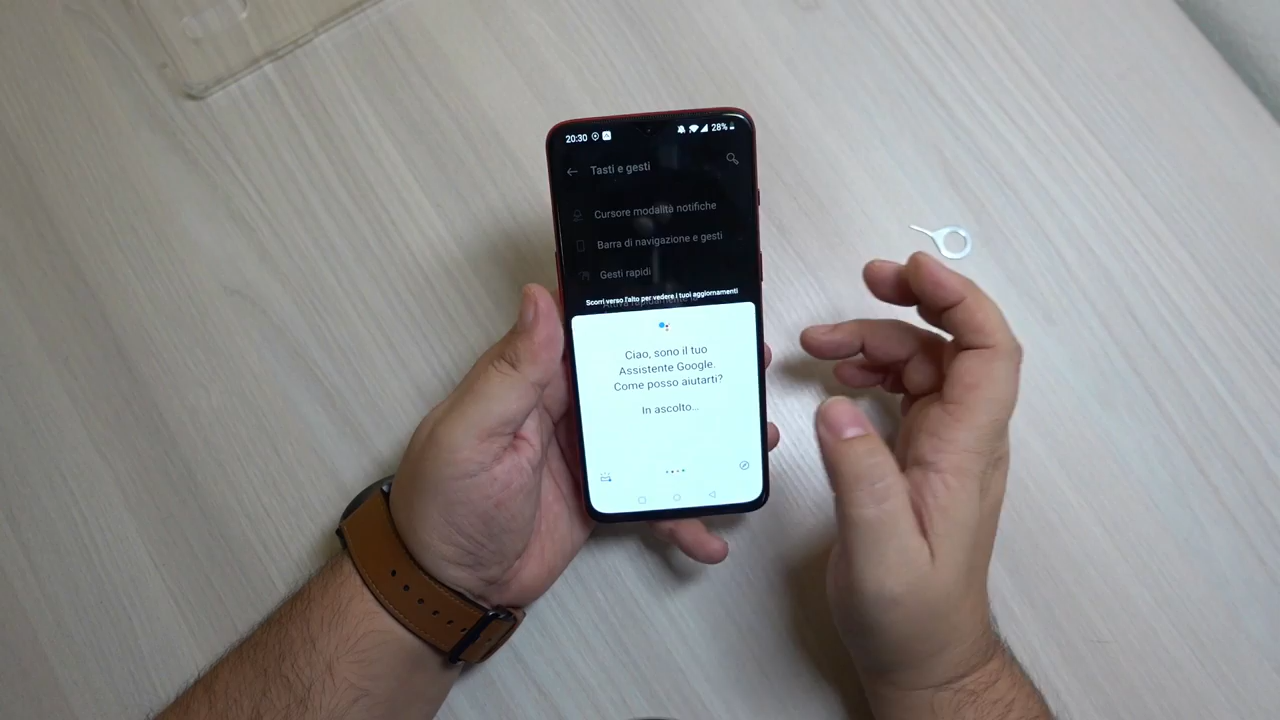 20:30 28%
Tasti e gesti
Cursore modalità notifiche
Barra di navigazione e gesti
Gesti rapidi
Scorri verso l'alto per vedere i tuoi aggiornamenti
Ciao, sono il tuo
Assistente Google.
Come posso aiutarti?
In ascolto...